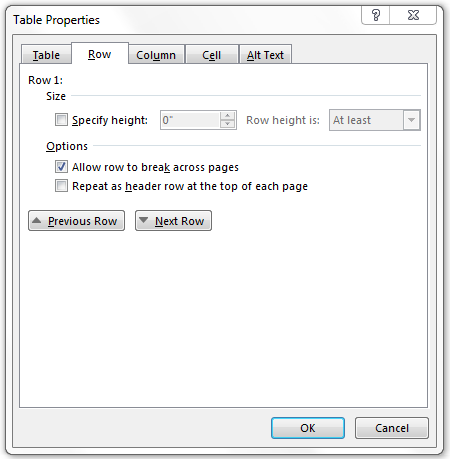 Table Properties
?
Table Row Column Cell Alt Text
Row 1:
Size
Specify height: 0" Row height is: At least
Options
Allow row to break across pages
Repeat as header row at the top of each page
Previous Row Next Row
OK Cancel